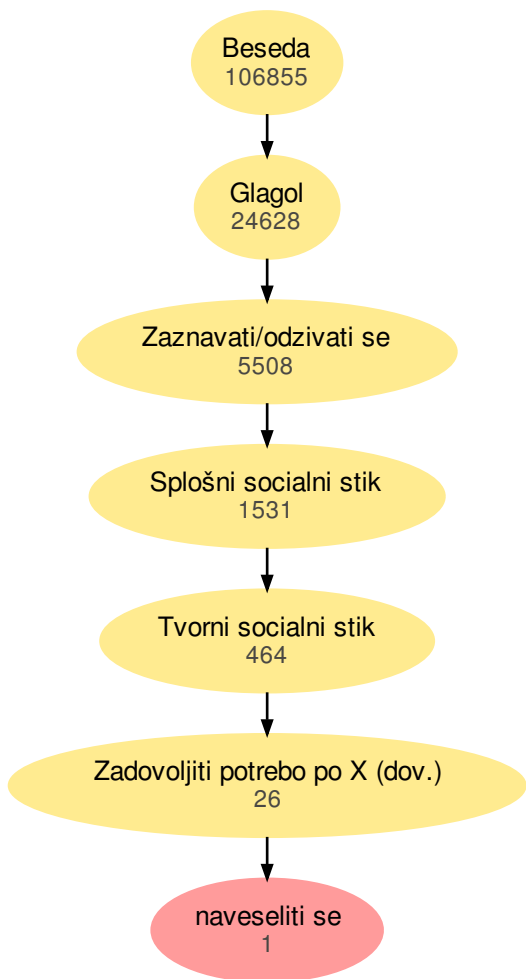 Beseda
106855
Glagol
24628
Zaznavati/odzivati se
5508
Splošni socialni stik
1531
Tvorni socialni stik
464
Zadovoljiti potrebo po X (dov.)
26
naveseliti se
1